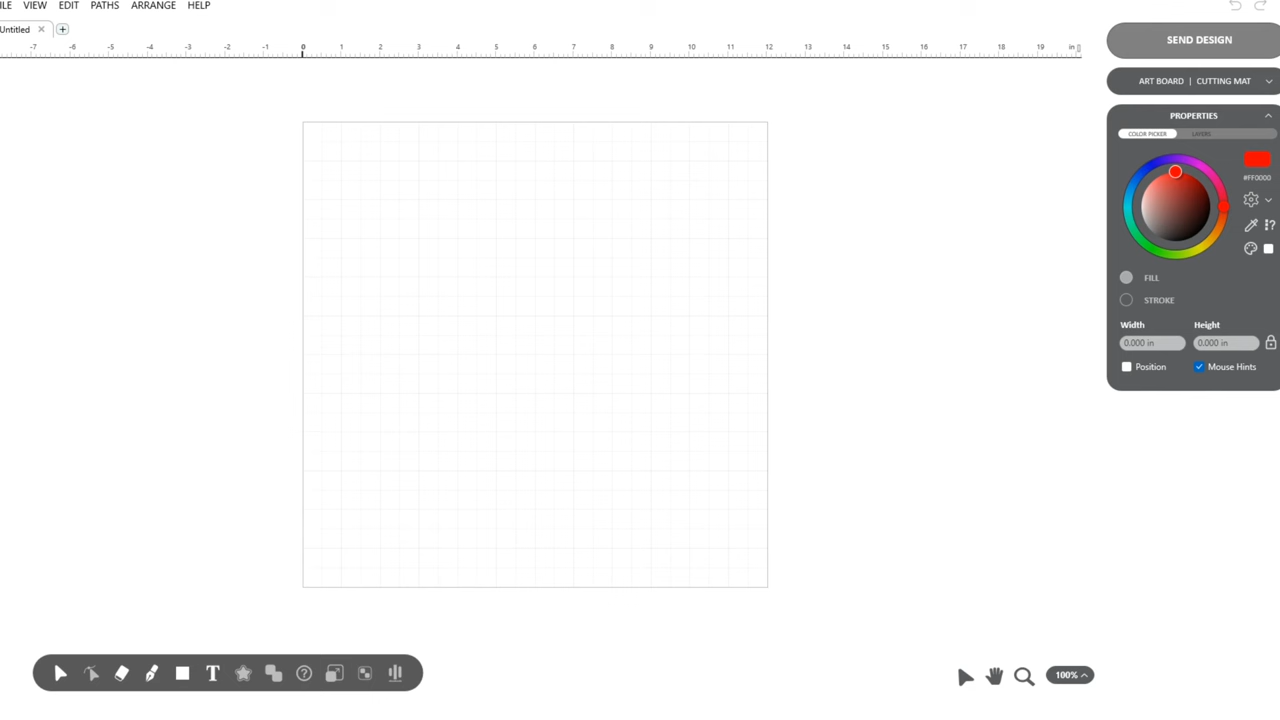 ILE VIEW EDIT PATHS ARRANGE HELP
Untitled
-7 -6 -5 -4 -3 -2 -1 0 1 2 3 4 5 6 7 8 9 10 11 12 13 14 15 16 17 18 19 in
SEND DESIGN
ART BOARD | CUTTING MAT
PROPERTIES
COLOR PICKER LAYERS
#FF0000
FILL
STROKE
Width Height
0.000 in 0.000 in
Position Mouse Hints
T
100%